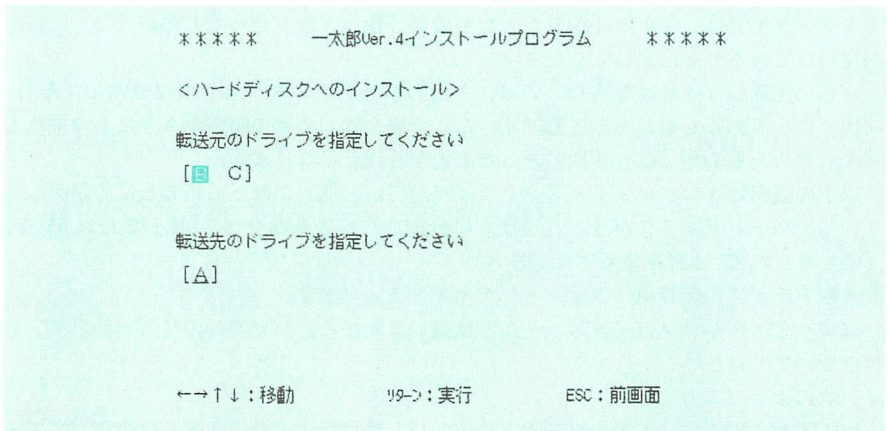 ***** 一太郎Ver.4インストールプログラム *****
<ハードディスクへのインストール>
転送元のドライブを指定してください
[B C]
転送先のドライブを指定してください
[A]
←→↑↓:移動 リターン:実行 ESC:前画面